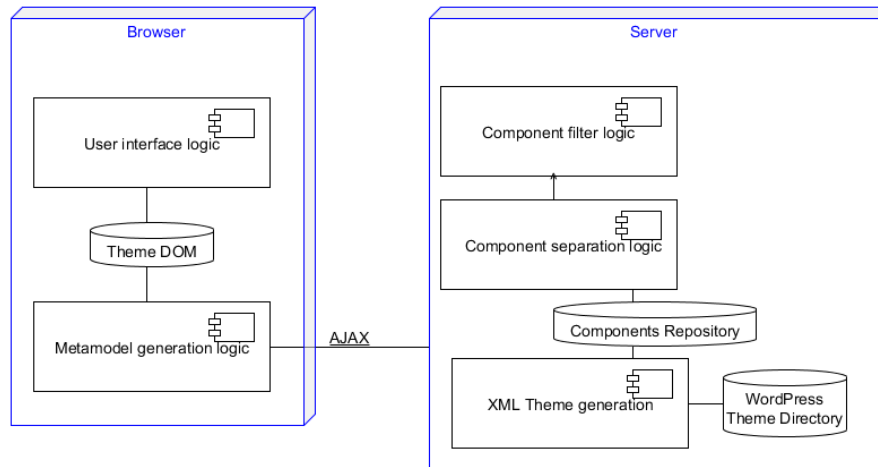 Browser
User interface logic
Theme DOM
Metamodel generation logic
AJAX
Server
Component filter logic
Component separation logic
Components Repository
XML Theme generation
WordPress
Theme Directory